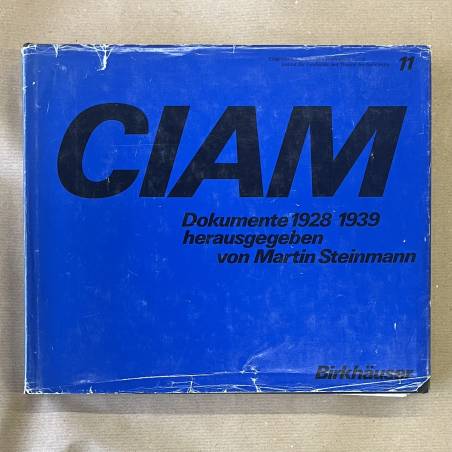 11
CIAM
Dokumente 1928/1939
herausgegeben
von Martin Steinmann
Birkhäuser